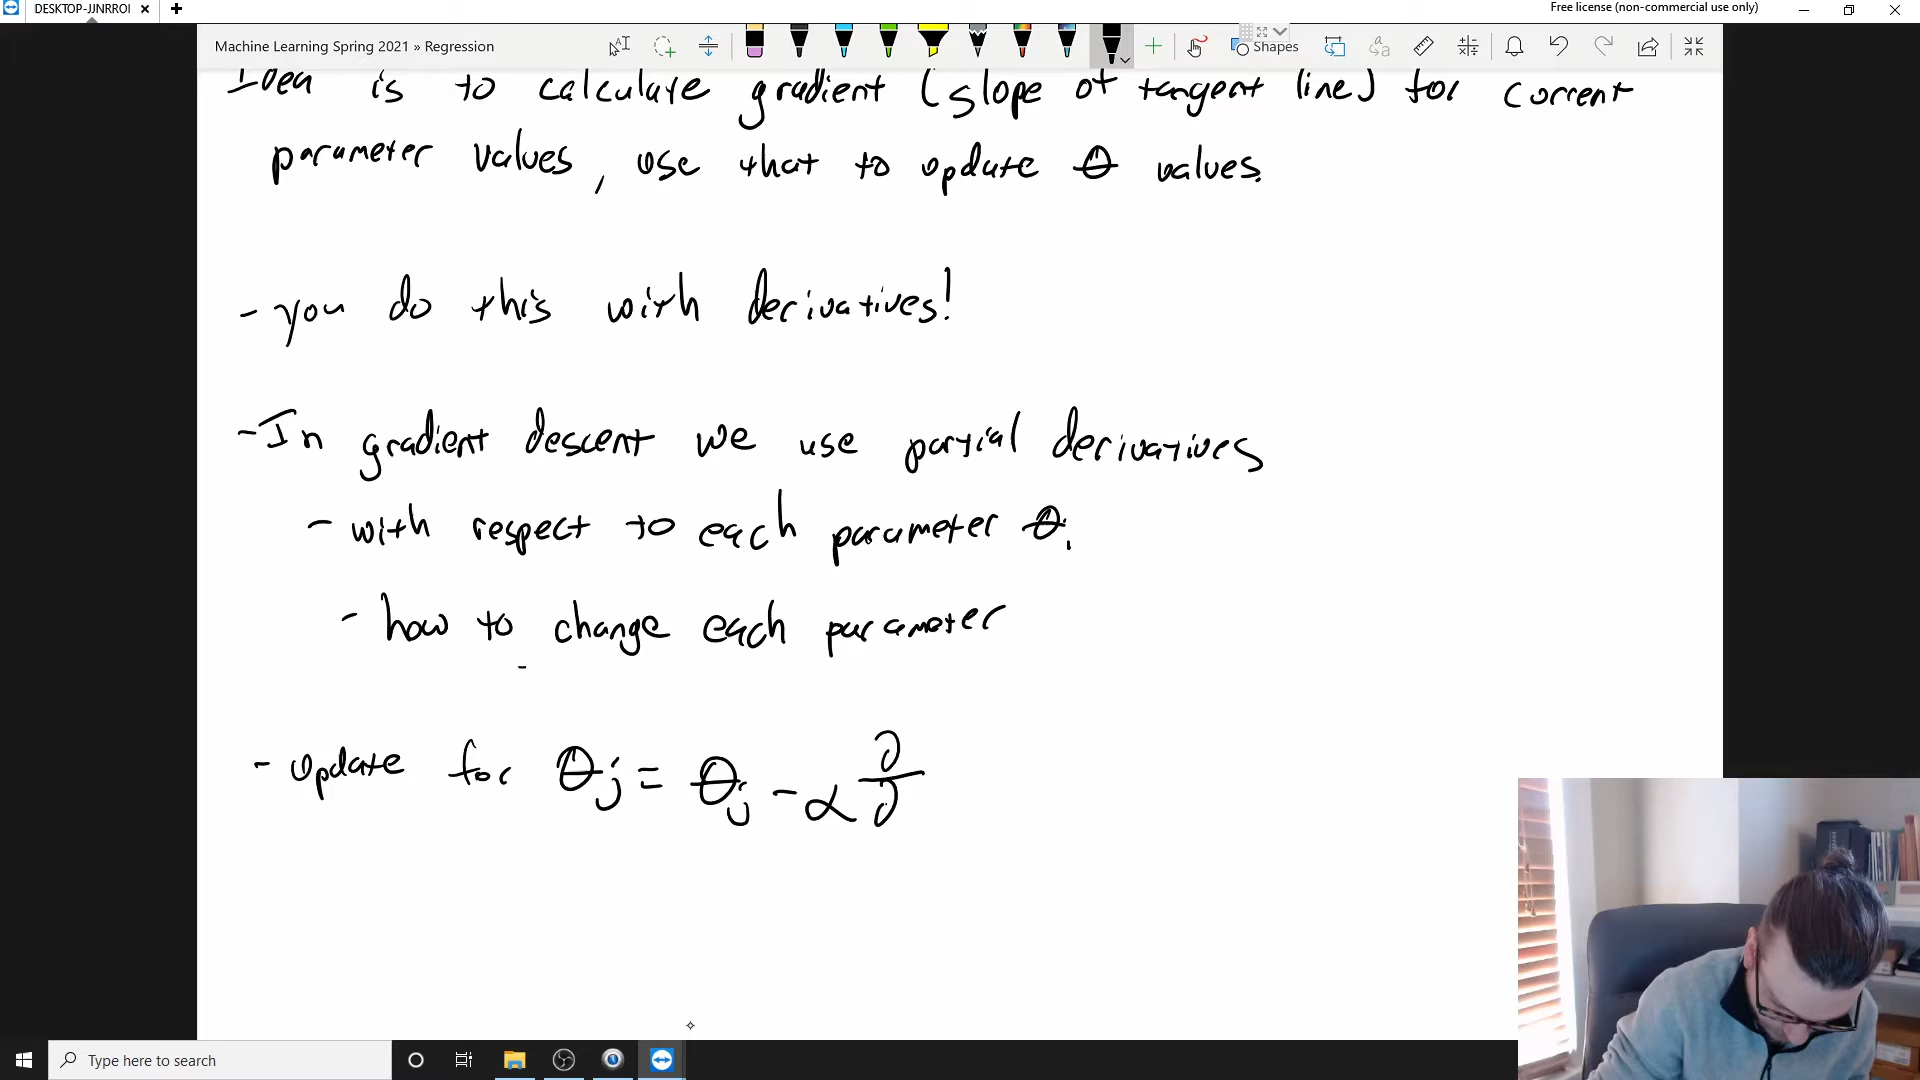 DESKTOP-JJNRROI
Free license (non-commercial use only)
Machine Learning Spring 2021 » Regression
Shapes
Idea is to calculate gradient (slope of tangent line) for current
parameter values, use that to update θ values.
- you do this with derivatives!
- In gradient descent we use partial derivatives
- with respect to each parameter θi
- how to change each parameter
- update for θj = θj - α ∂/∂
Type here to search